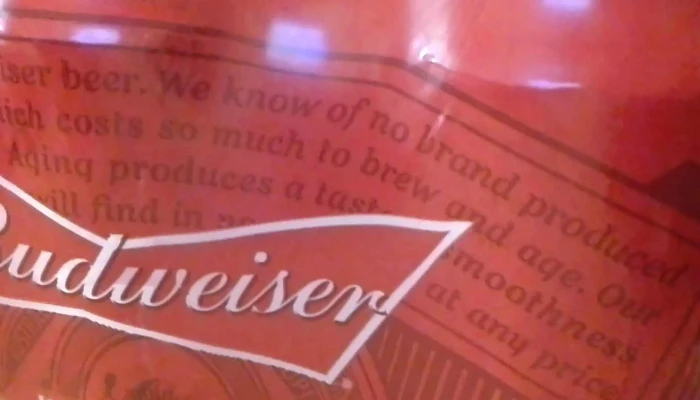 iser beer. We know of no brand produced
ich costs so much to brew and age. Our
Aging produces a taste smoothness
will find in no at any price
Budweiser